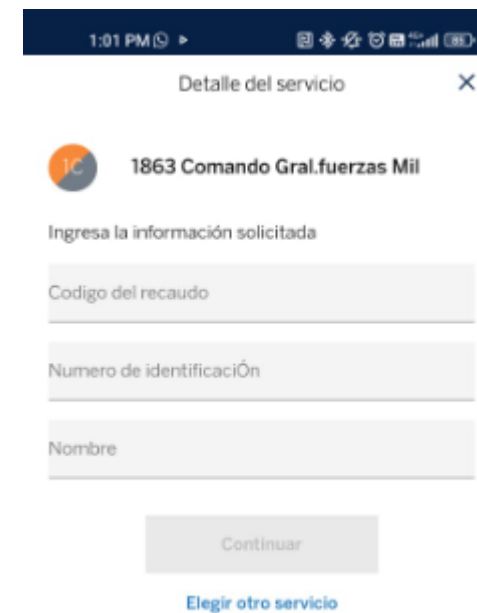 1:01 PM
Detalle del servicio
1C
1863 Comando Gral.fuerzas Mil
Ingresa la información solicitada
Codigo del recaudo
Numero de identificaciÓn
Nombre
Continuar
Elegir otro servicio